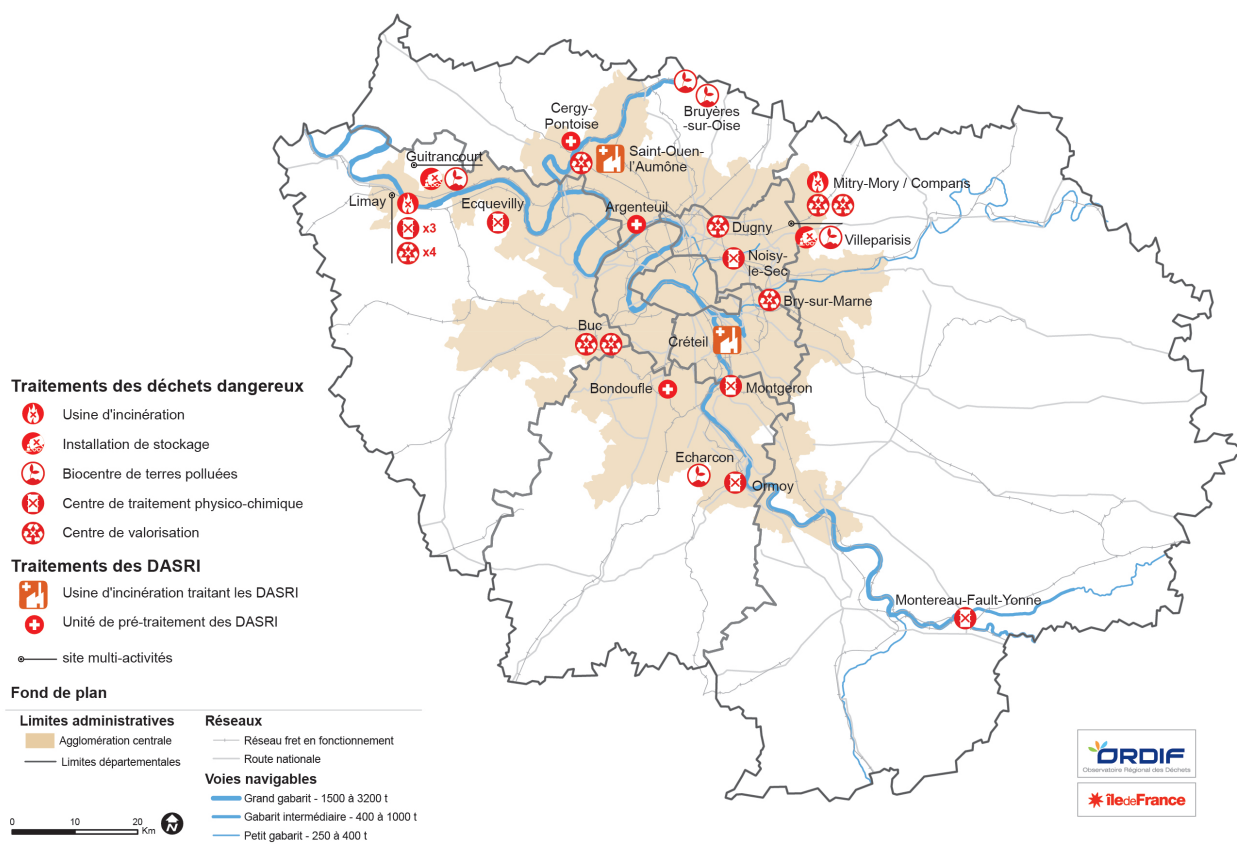 Bruyères
-sur-Oise
Cergy-
Pontoise
Saint-Ouen-
l'Aumône
Guitrancourt
Limay
x3
x4
Ecquevilly
Argenteuil
Mitry-Mory / Compans
Dugny
Villeparisis
Noisy-
le-Sec
Bry-sur-Marne
Buc
Créteil
Bondoufle
Montgeron
Echarcon
Ormoy
Montereau-Fault-Yonne
Traitements des déchets dangereux
Usine d'incinération
Installation de stockage
Biocentre de terres polluées
Centre de traitement physico-chimique
Centre de valorisation
Traitements des DASRI
Usine d'incinération traitant les DASRI
Unité de pré-traitement des DASRI
site multi-activités
Fond de plan
Limites administratives
Agglomération centrale
Limites départementales
Réseaux
Réseau fret en fonctionnement
Route nationale
Voies navigables
Grand gabarit - 1500 à 3200 t
Gabarit intermédiaire - 400 à 1000 t
Petit gabarit - 250 à 400 t
0 10 20
Km
N
ORDIF
Observatoire Régional des Déchets
îledeFrance